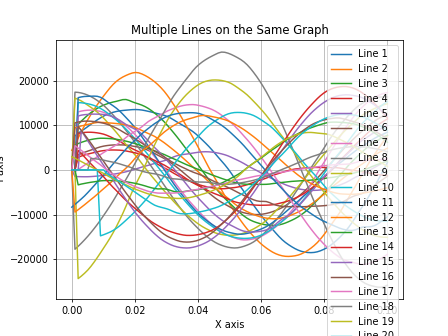 Multiple Lines on the Same Graph
20000
10000
0
−10000
−20000
0.00
0.02
0.04
0.06
X axis
Line 1
Line 2
Line 3
Line 4
Line 5
Line 6
Line 7
Line 8
Line 9
Line 10
Line 11
Line 12
Line 13
Line 14
Line 15
Line 16
Line 17
Line 18
Line 19
Line 20